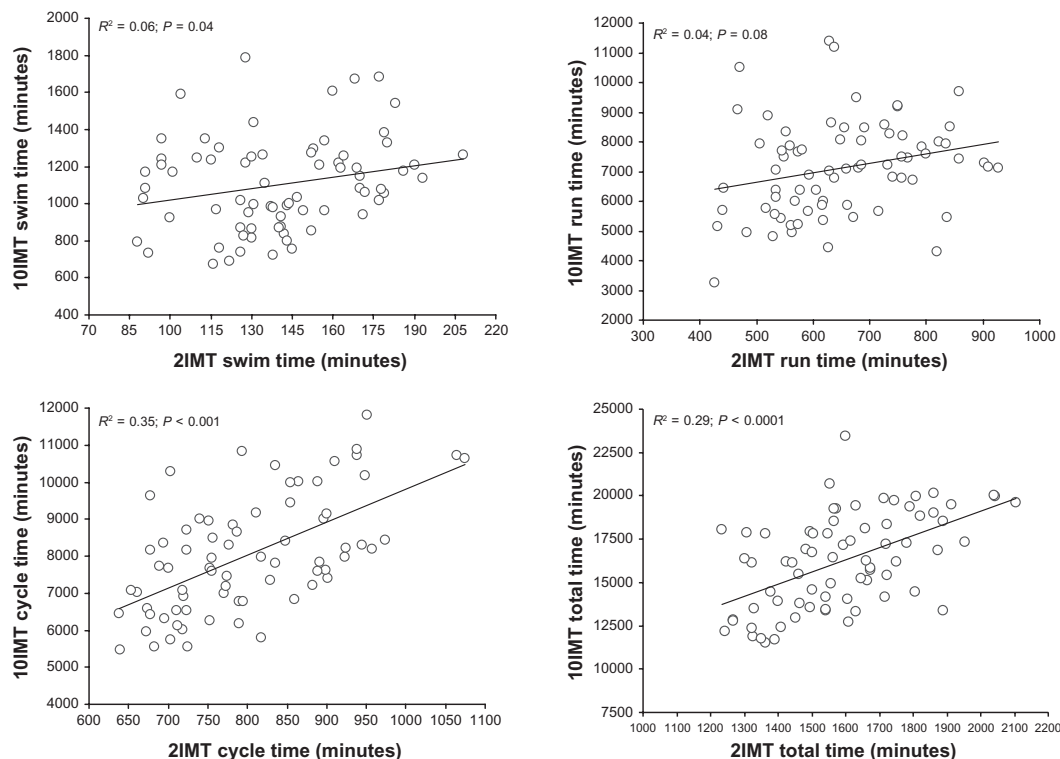 R² = 0.06; P = 0.04
10IMT swim time (minutes)
2000
1800
1600
1400
1200
1000
800
600
400
70 85 100 115 130 145 160 175 190 205 220
2IMT swim time (minutes)
R² = 0.04; P = 0.08
10IMT run time (minutes)
12000
11000
10000
9000
8000
7000
6000
5000
4000
3000
2000
300 400 500 600 700 800 900 1000
2IMT run time (minutes)
R² = 0.35; P < 0.001
10IMT cycle time (minutes)
12000
11000
10000
9000
8000
7000
6000
5000
4000
600 650 700 750 800 850 900 950 1000 1050 1100
2IMT cycle time (minutes)
R² = 0.29; P < 0.0001
10IMT total time (minutes)
25000
22500
20000
17500
15000
12500
10000
7500
1000 1100 1200 1300 1400 1500 1600 1700 1800 1900 2000 2100 2200
2IMT total time (minutes)